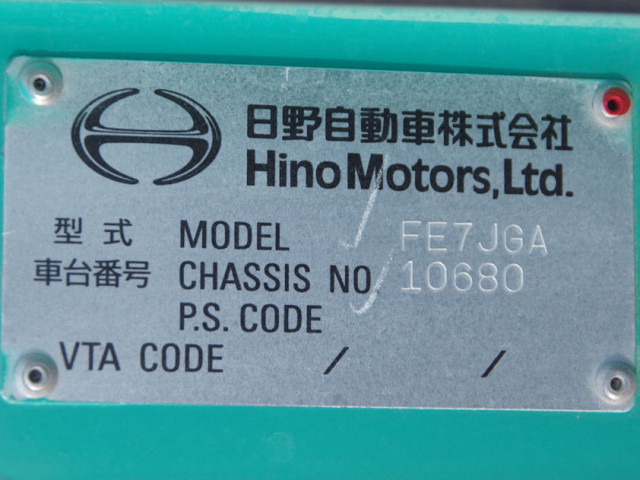 日野自動車株式会社
Hino Motors, Ltd.
型式 MODEL FE7JGA
車台番号 CHASSIS NO. 10680
P.S. CODE
VTA CODE / /